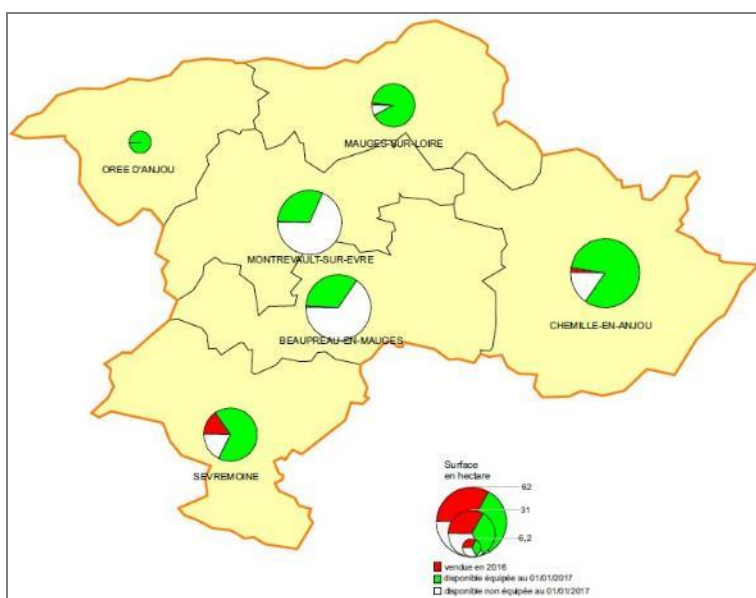 MAUGES-SUR-LOIRE
OREE D'ANJOU
MONTREVAULT-SUR-EVRE
CHEMILLE-EN-ANJOU
BEAUPREAU-EN-MAUGES
SEVREMOINE
Surface
en hectare
62
31
6,2
vendue en 2016
disponible équipée au 01/01/2017
disponible non équipée au 01/01/2017